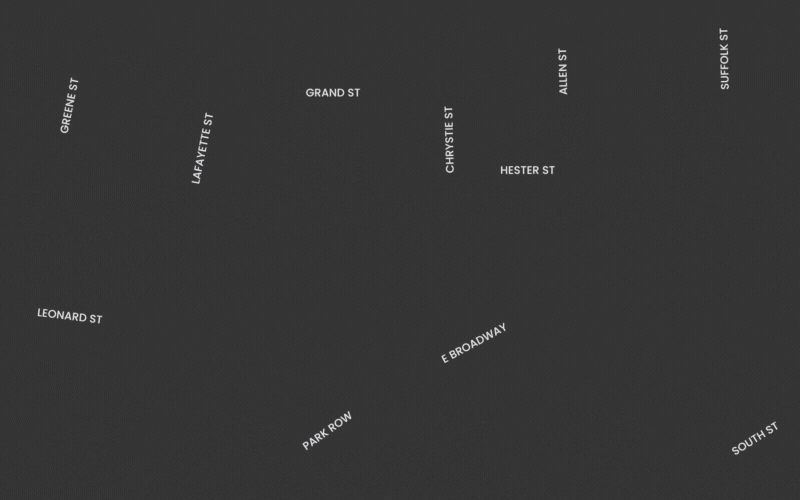 SUFFOLK ST
ALLEN ST
GREENE ST
GRAND ST
LAFAYETTE ST
CHRYSTIE ST
HESTER ST
LEONARD ST
E BROADWAY
PARK ROW
SOUTH ST